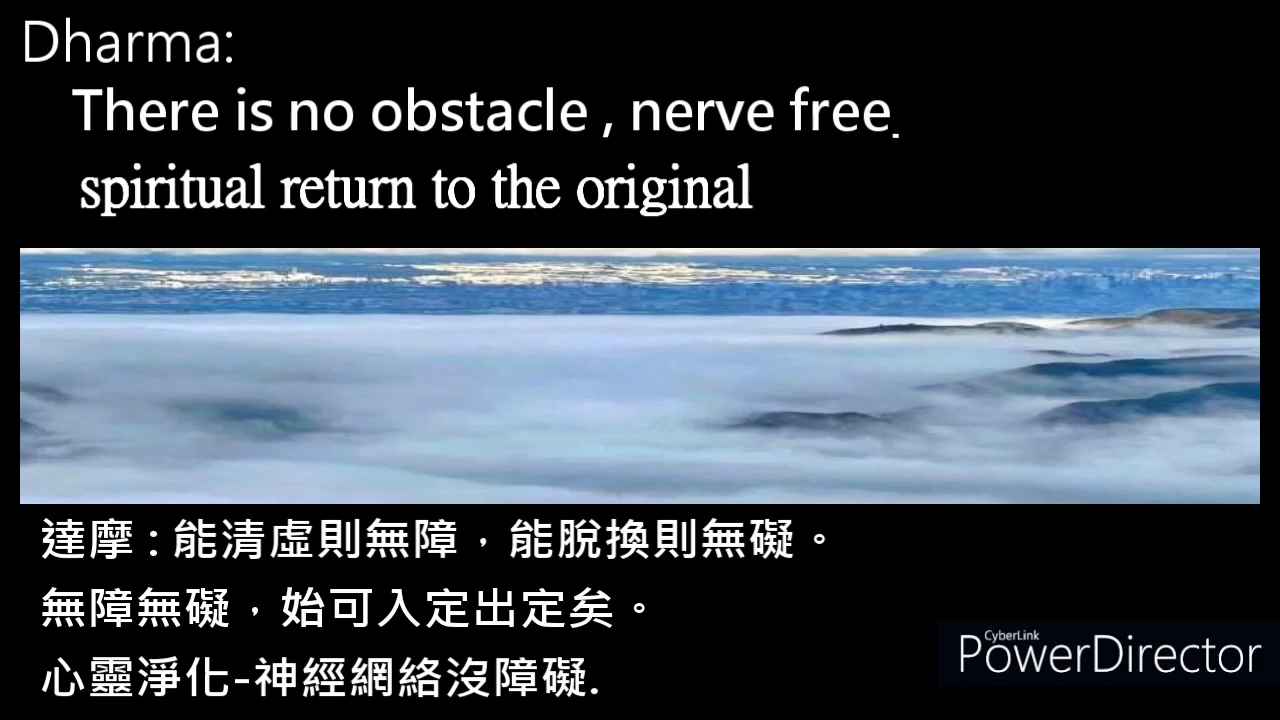 Dharma:
There is no obstacle , nerve free.
spiritual return to the original
達摩 : 能清虛則無障，能脫換則無礙。
無障無礙，始可入定出定矣。
心靈淨化-神經網絡沒障礙.
CyberLink
PowerDirector